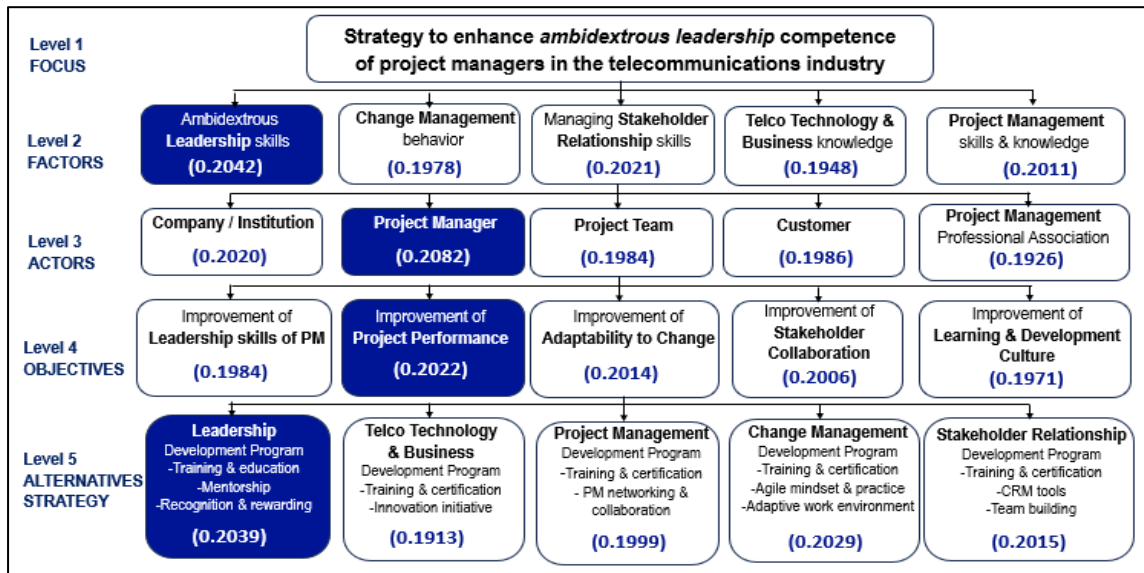 Level 1
FOCUS
Strategy to enhance ambidextrous leadership competence
of project managers in the telecommunications industry
Level 2
FACTORS
Ambidextrous
Leadership skills
(0.2042)
Change Management
behavior
(0.1978)
Managing Stakeholder
Relationship skills
(0.2021)
Telco Technology &
Business knowledge
(0.1948)
Project Management
skills & knowledge
(0.2011)
Level 3
ACTORS
Company / Institution
(0.2020)
Project Manager
(0.2082)
Project Team
(0.1984)
Customer
(0.1986)
Project Management
Professional Association
(0.1926)
Level 4
OBJECTIVES
Improvement of
Leadership skills of PM
(0.1984)
Improvement of
Project Performance
(0.2022)
Improvement of
Adaptability to Change
(0.2014)
Improvement of
Stakeholder
Collaboration
(0.2006)
Improvement of
Learning & Development
Culture
(0.1971)
Level 5
ALTERNATIVES
STRATEGY
Leadership
Development Program
-Training & education
-Mentorship
-Recognition & rewarding
(0.2039)
Telco Technology
& Business
Development Program
-Training & certification
-Innovation initiative
(0.1913)
Project Management
Development Program
-Training & certification
- PM networking &
collaboration
(0.1999)
Change Management
Development Program
-Training & certification
-Agile mindset & practice
-Adaptive work environment
(0.2029)
Stakeholder Relationship
Development Program
-Training & certification
-CRM tools
-Team building
(0.2015)